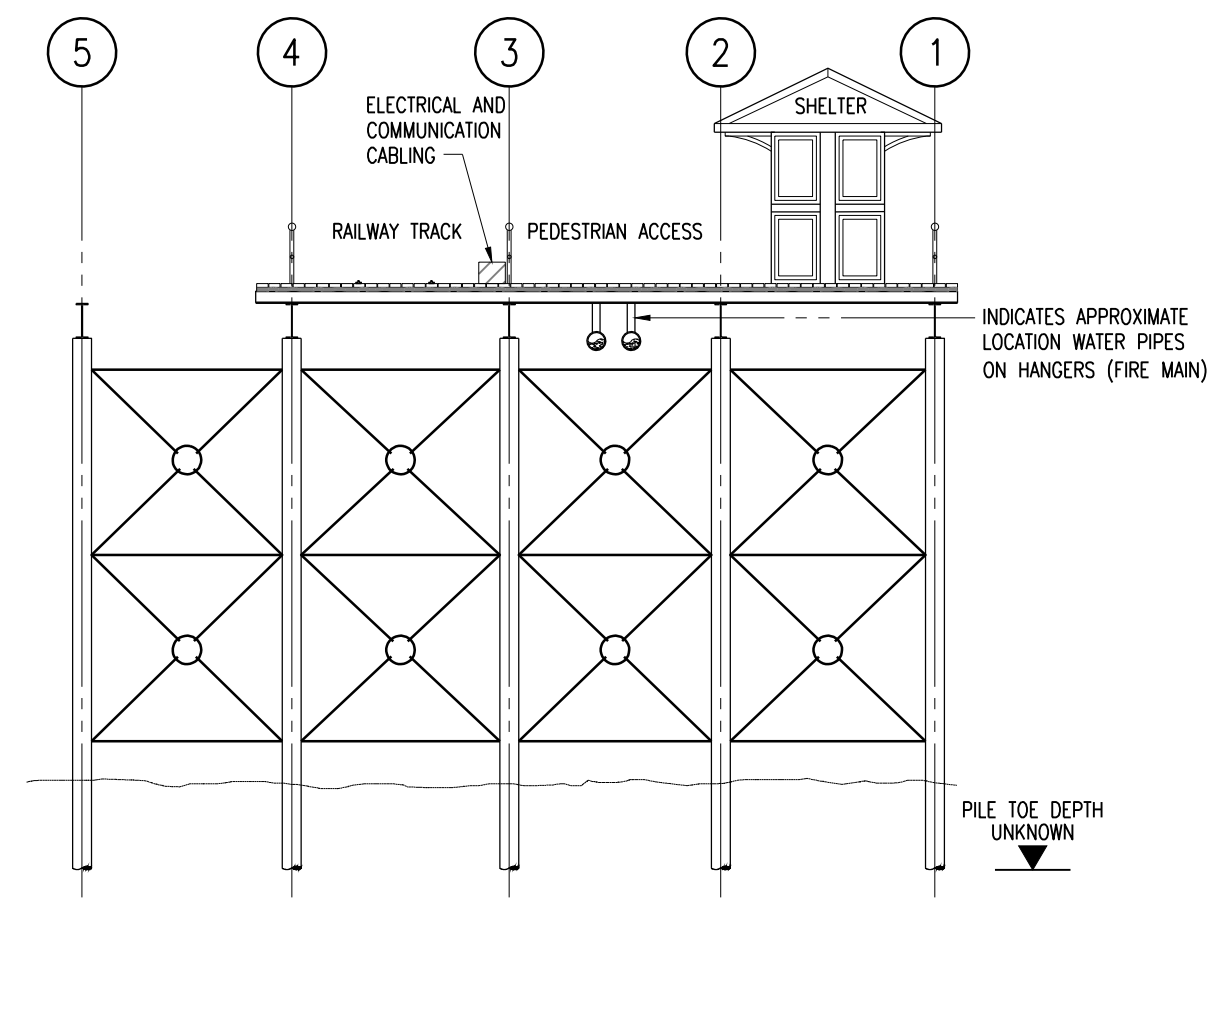 5 4 3 2 1
SHELTER
ELECTRICAL AND
COMMUNICATION
CABLING
RAILWAY TRACK PEDESTRIAN ACCESS
INDICATES APPROXIMATE
LOCATION WATER PIPES
ON HANGERS (FIRE MAIN)
PILE TOE DEPTH
UNKNOWN